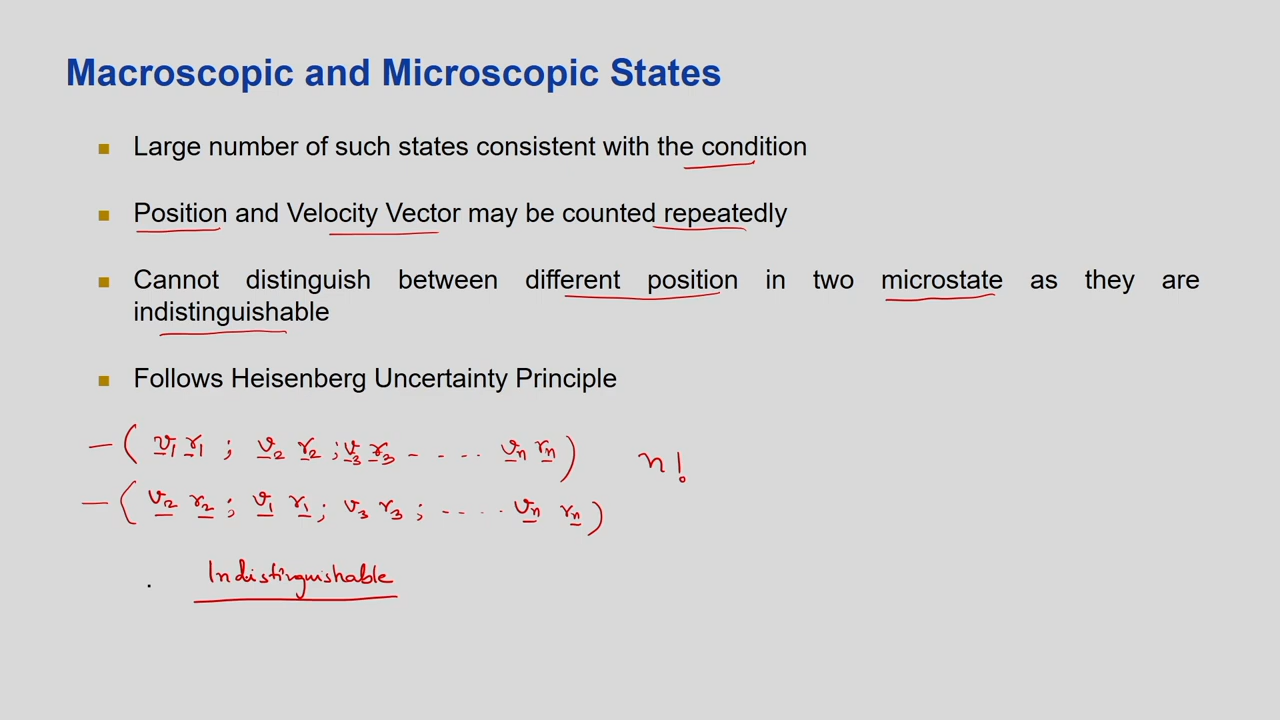 Macroscopic and Microscopic States
Large number of such states consistent with the condition
Position and Velocity Vector may be counted repeatedly
Cannot distinguish between different position in two microstate as they are
indistinguishable
Follows Heisenberg Uncertainty Principle
— ( v1 r1 ; v2 r2 ; v3 r3 - - - - - vn rn ) n!
— ( v2 r2 ; v1 r1 ; v3 r3 ; - - - - - vn rn )
Indistinguishable